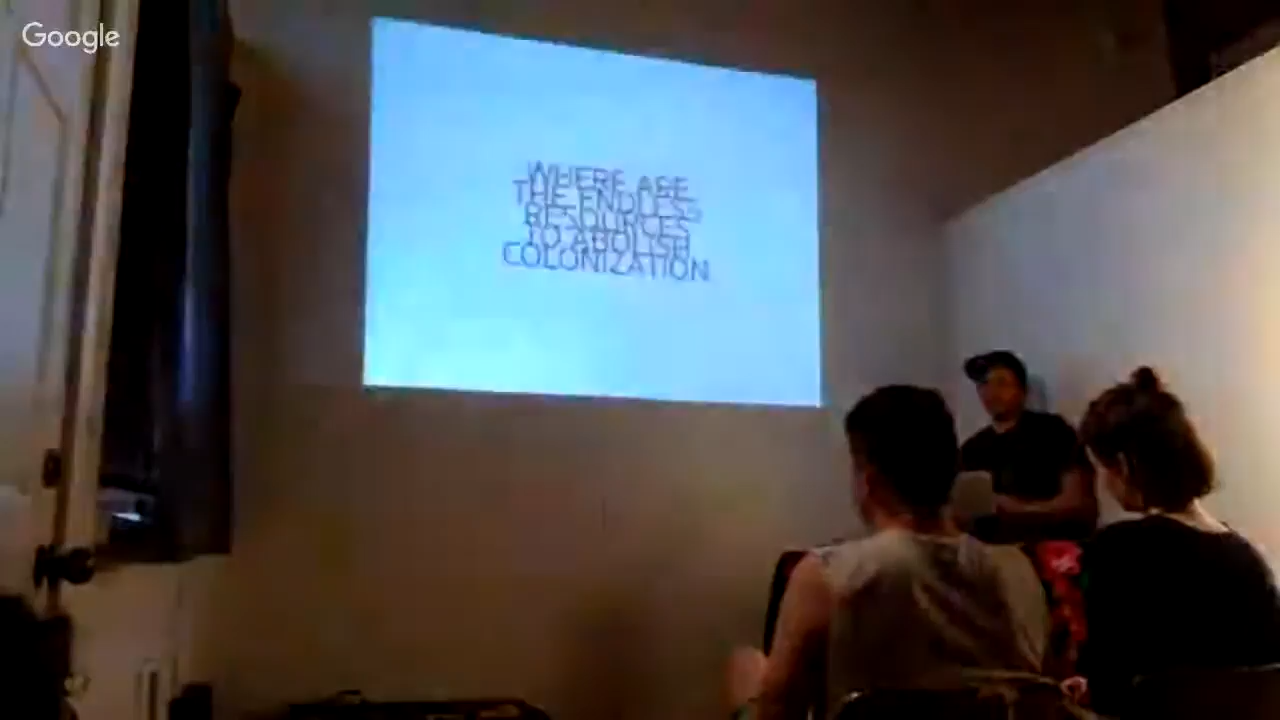 Google
WHERE ARE
THE ENDLESS
RESOURCES
TO ABOLISH
COLONIZATION